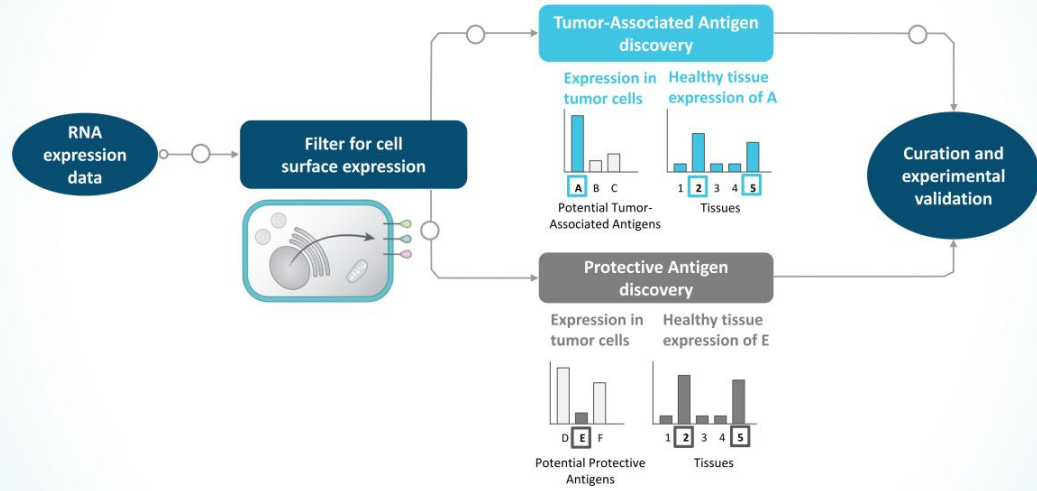 RNA
expression
data
Filter for cell
surface expression
Tumor-Associated Antigen
discovery
Expression in
tumor cells
A B C
Potential Tumor-
Associated Antigens
Healthy tissue
expression of A
1 2 3 4 5
Tissues
Protective Antigen
discovery
Expression in
tumor cells
D E F
Potential Protective
Antigens
Healthy tissue
expression of E
1 2 3 4 5
Tissues
Curation and
experimental
validation